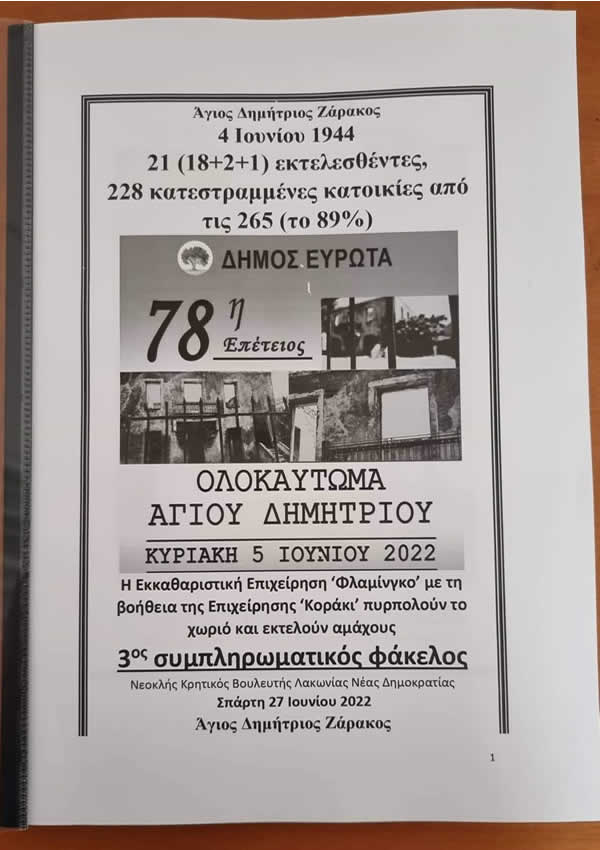 Άγιος Δημήτριος Ζάρακος
4 Ιουνίου 1944
21 (18+2+1) εκτελεσθέντες,
228 κατεστραμμένες κατοικίες από
τις 265 (το 89%)
ΔΗΜΟΣ ΕΥΡΩΤΑ
78η
Επέτειος
ΟΛΟΚΑΥΤΩΜΑ
ΑΓΙΟΥ ΔΗΜΗΤΡΙΟΥ
ΚΥΡΙΑΚΗ 5 ΙΟΥΝΙΟΥ 2022
Η Εκκαθαριστική Επιχείρηση ‘Φλαμίνγκο’ με τη
βοήθεια της Επιχείρησης ‘Κοράκι’ πυρπολούν το
χωριό και εκτελούν αμάχους
3ος συμπληρωματικός φάκελος
Νεοκλής Κρητικός Βουλευτής Λακωνίας Νέας Δημοκρατίας
Σπάρτη 27 Ιουνίου 2022
Άγιος Δημήτριος Ζάρακος
1